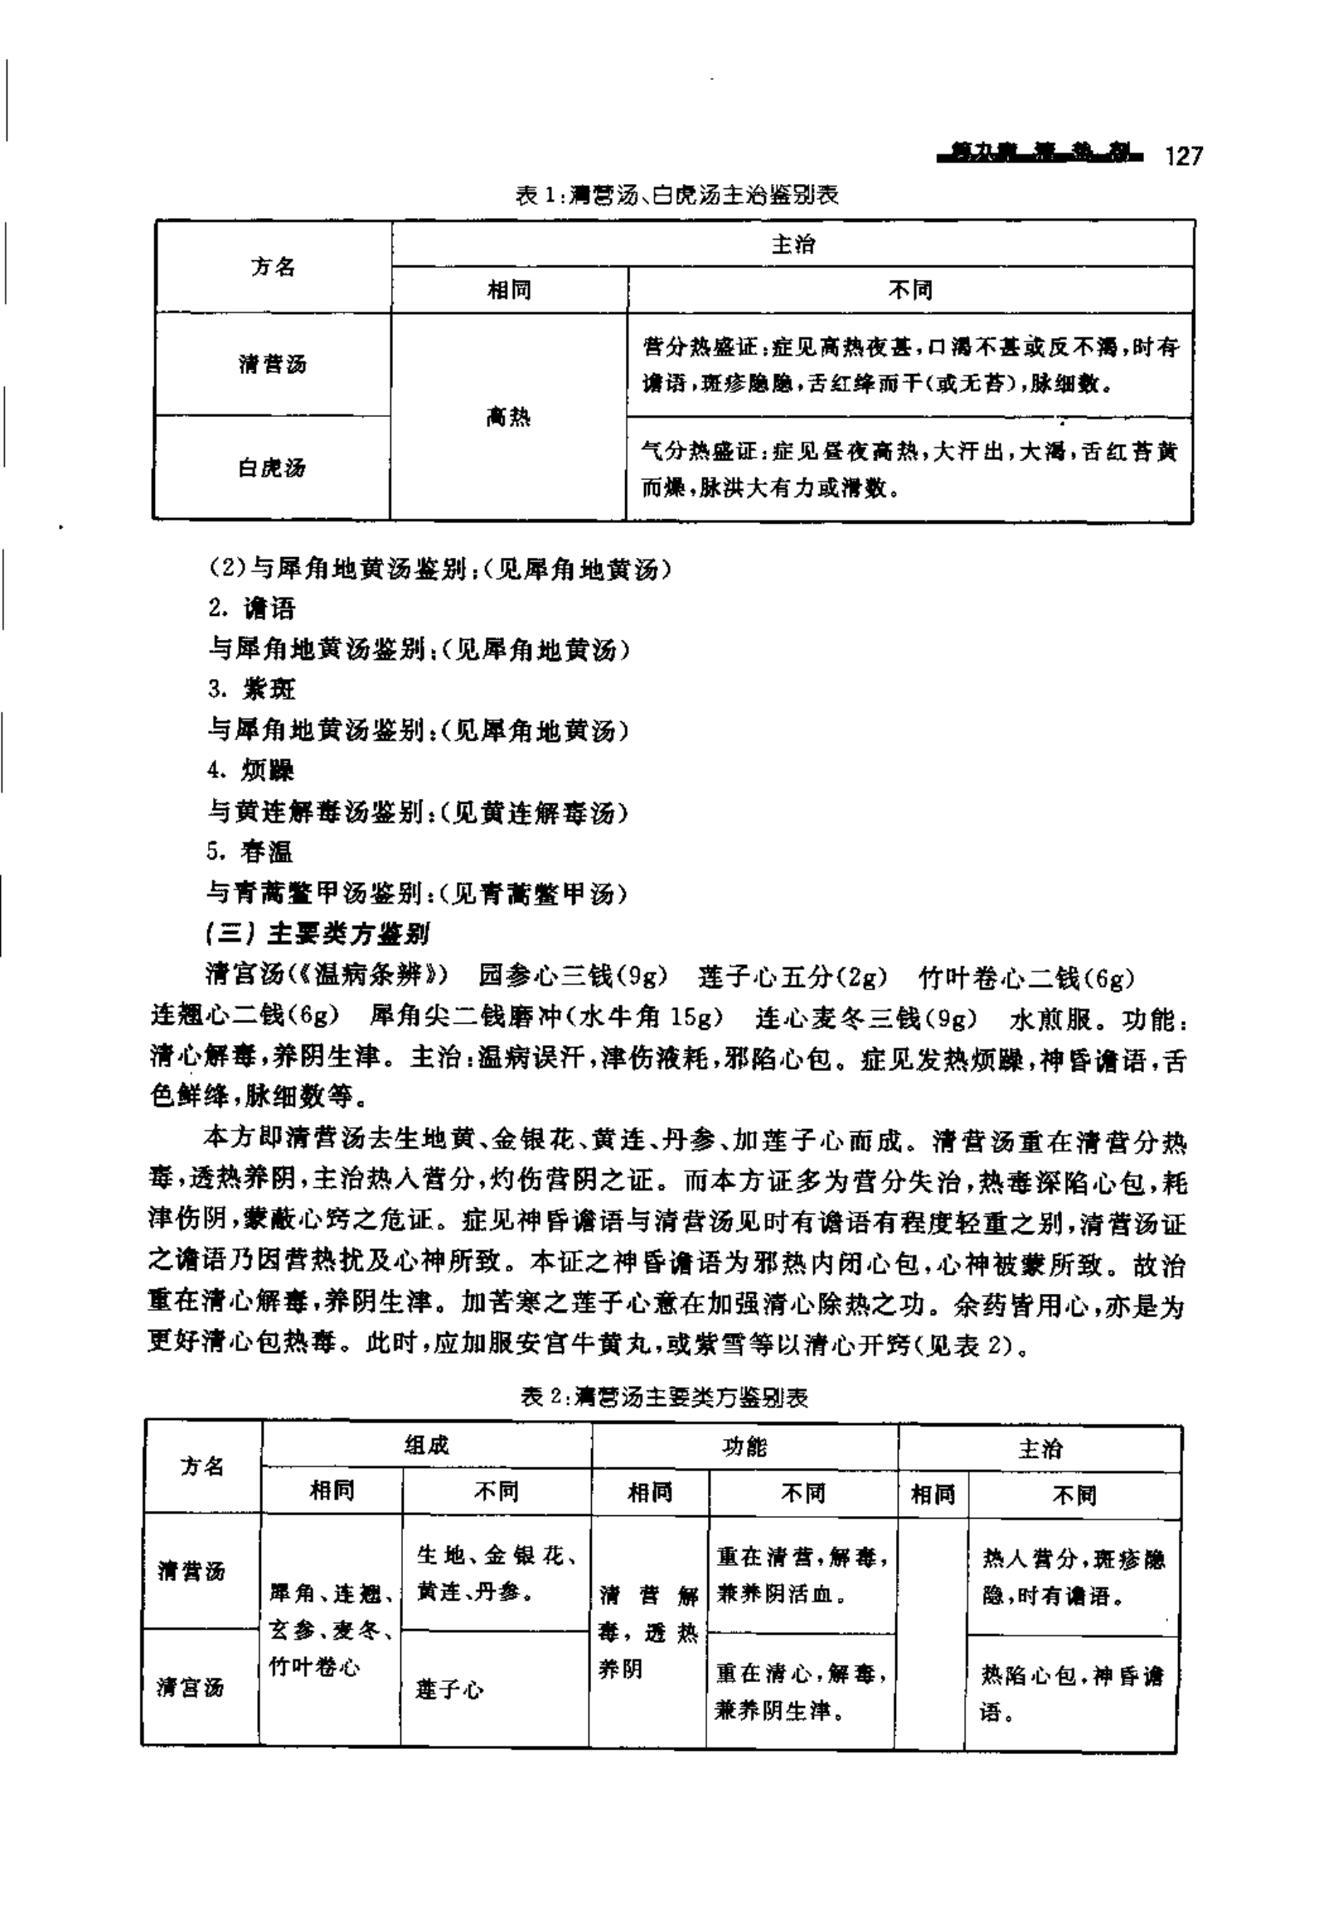 第九章 清热剂 127
表 1:清营汤、白虎汤主治鉴别表
方名
主治
相同
不同
清营汤
高热
营分热盛证:症见高热夜甚,口渴不甚或反不渴,时有
谵语,斑疹隐隐,舌红绛而干(或无苔),脉细数。
白虎汤
气分热盛证:症见昼夜高热,大汗出,大渴,舌红苔黄
而燥,脉洪大有力或滑数。
(2)与犀角地黄汤鉴别:(见犀角地黄汤)
2. 谵语
与犀角地黄汤鉴别:(见犀角地黄汤)
3. 紫斑
与犀角地黄汤鉴别:(见犀角地黄汤)
4. 烦躁
与黄连解毒汤鉴别:(见黄连解毒汤)
5. 春温
与青蒿鳖甲汤鉴别:(见青蒿鳖甲汤)
(三)主要类方鉴别
清宫汤(《温病条辨》) 园参心三钱(9g) 莲子心五分(2g) 竹叶卷心二钱(6g)
连翘心二钱(6g) 犀角尖二钱磨冲(水牛角 15g) 连心麦冬三钱(9g) 水煎服。功能:
清心解毒,养阴生津。主治:温病误汗,津伤液耗,邪陷心包。症见发热烦躁,神昏谵语,舌
色鲜绛,脉细数等。
本方即清营汤去生地黄、金银花、黄连、丹参、加莲子心而成。清营汤重在清营分热
毒,透热养阴,主治热入营分,灼伤营阴之证。而本方证多为营分失治,热毒深陷心包,耗
津伤阴,蒙蔽心窍之危证。症见神昏谵语与清营汤见时有谵语有程度轻重之别,清营汤证
之谵语乃因营热扰及心神所致。本证之神昏谵语为邪热内闭心包,心神被蒙所致。故治
重在清心解毒,养阴生津。加苦寒之莲子心意在加强清心除热之功。余药皆用心,亦是为
更好清心包热毒。此时,应加服安宫牛黄丸,或紫雪等以清心开窍(见表 2)。
表 2:清营汤主要类方鉴别表
方名
组成
功能
主治
相同
不同
相同
不同
相同
不同
清营汤
犀角、连翘、
玄参、麦冬、
竹叶卷心
生地、金银花、
黄连、丹参。
清营解
毒,透热
养阴
重在清营,解毒,
兼养阴活血。
热入营分,斑疹隐
隐,时有谵语。
清宫汤
莲子心
重在清心,解毒,
兼养阴生津。
热陷心包,神昏谵
语。